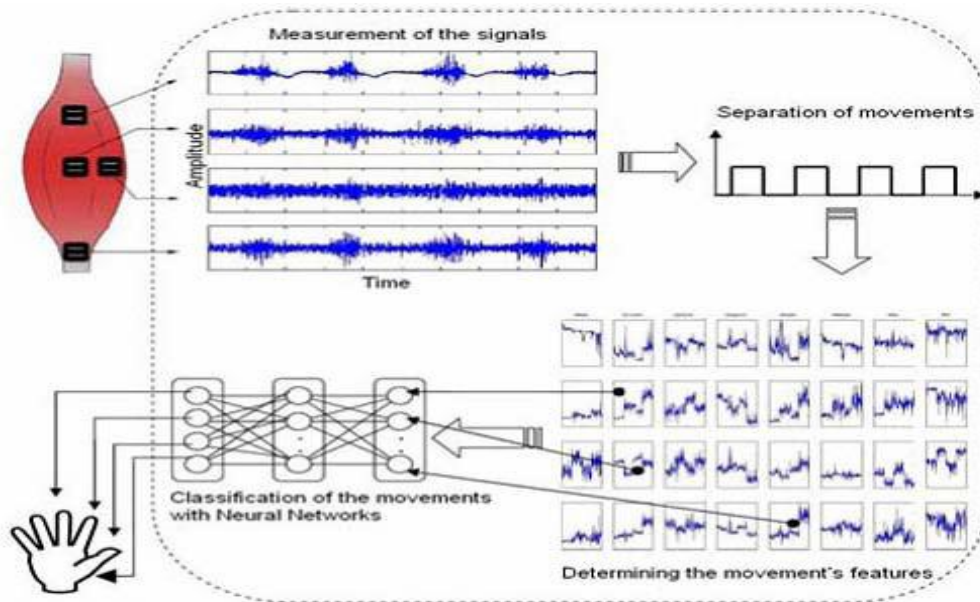 Measurement of the signals
Amplitude
Time
Separation of movements
Classification of the movements
with Neural Networks
Determining the movement's features